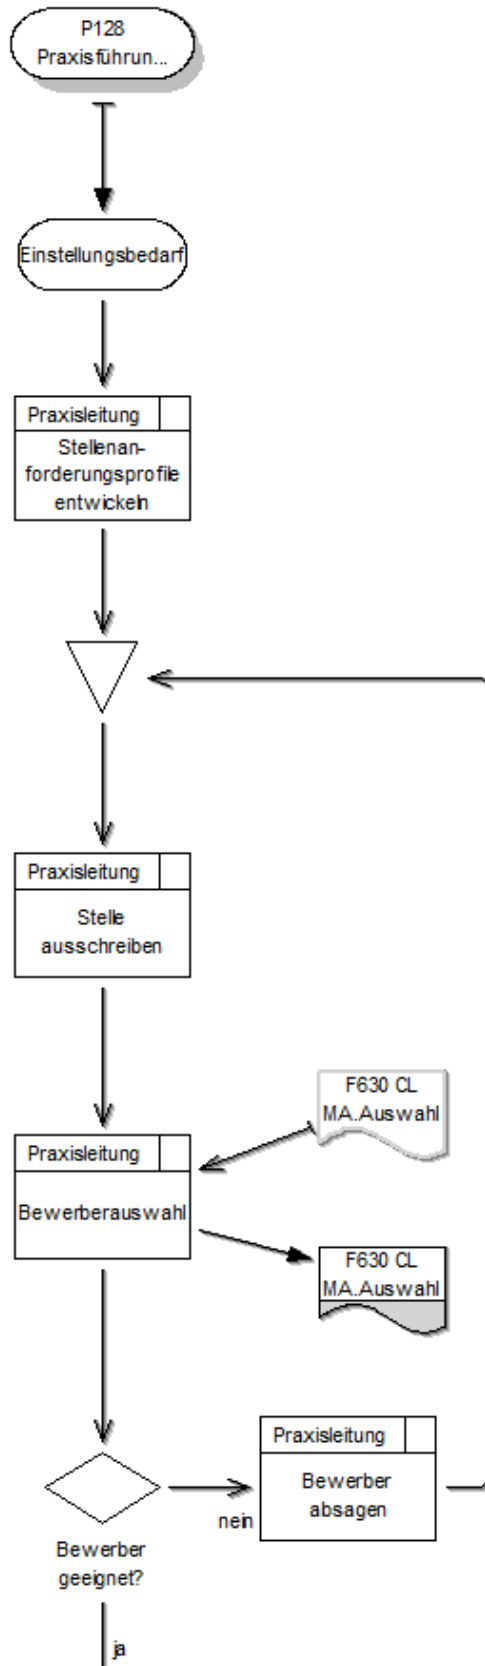 P128
Praxisführun...
Einstellungsbedarf
Praxisleitung
Stellenan-
forderungsprofile
entwickeln
Praxisleitung
Stelle
ausschreiben
F630 CL
MA.Auswahl
Praxisleitung
Bewerberauswahl
F630 CL
MA.Auswahl
Praxisleitung
Bewerber
absagen
nein
Bewerber
geeignet?
ja